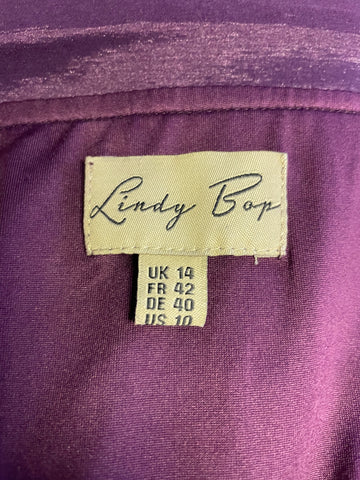 Lindy Bop
UK 14
FR 42
DE 40
US 10